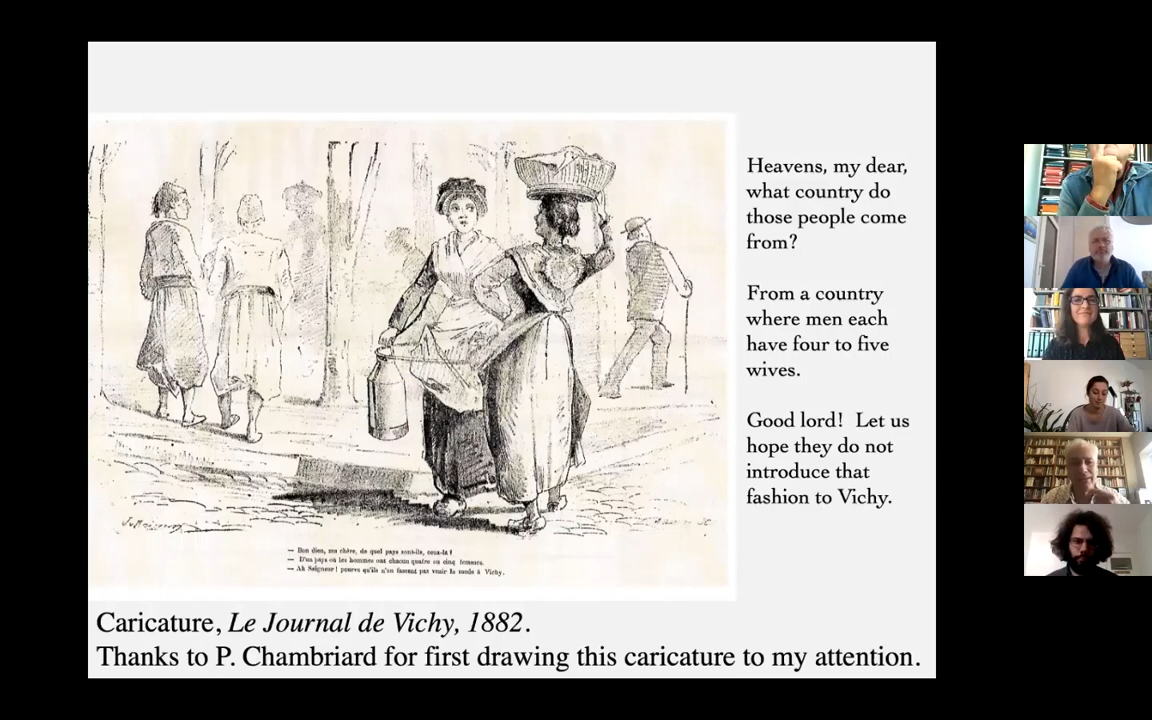 Heavens, my dear,
what country do
those people come
from?
From a country
where men each
have four to five
wives.
Good lord! Let us
hope they do not
introduce that
fashion to Vichy.
— Bon dieu, ma chère, de quel pays sont-ils, ceux-là !
— D'un pays où les hommes ont chacun quatre ou cinq femmes.
— Ah Seigneur ! pourvu qu'ils n'en fassent pas venir la mode à Vichy.
Caricature, Le Journal de Vichy, 1882.
Thanks to P. Chambriard for first drawing this caricature to my attention.